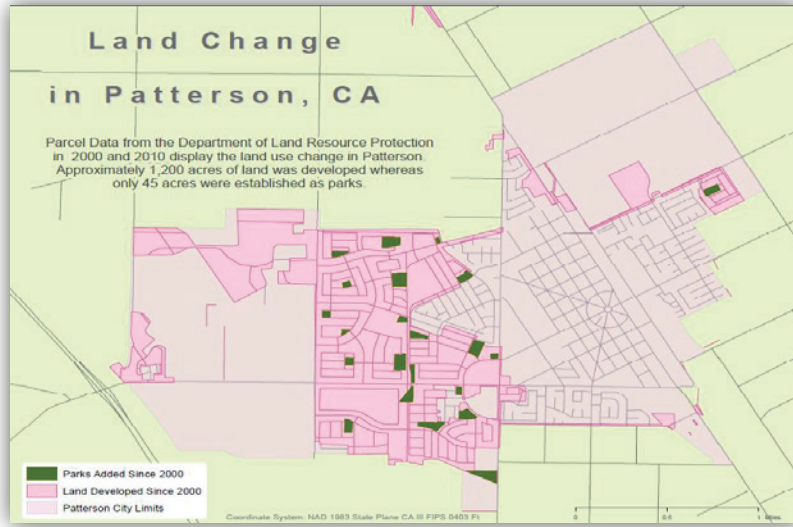 Land Change
in Patterson, CA
Parcel Data from the Department of Land Resource Protection
in 2000 and 2010 display the land use change in Patterson.
Approximately 1,200 acres of land was developed whereas
only 45 acres were established as parks.
Parks Added Since 2000
Land Developed Since 2000
Patterson City Limits
Coordinate System: NAD 1983 State Plane CA III FIPS 0403 Ft
0 0.5 1 Miles